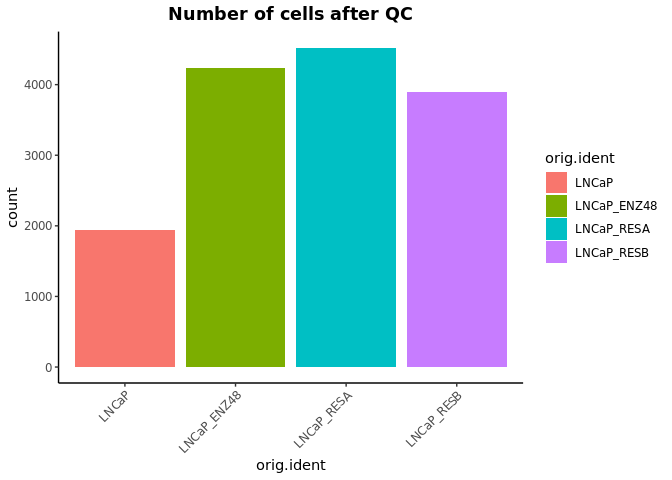 Number of cells after QC
count
4000
3000
2000
1000
0
LNCaP
LNCaP_ENZ48
LNCaP_RESA
LNCaP_RESB
orig.ident
orig.ident
LNCaP
LNCaP_ENZ48
LNCaP_RESA
LNCaP_RESB